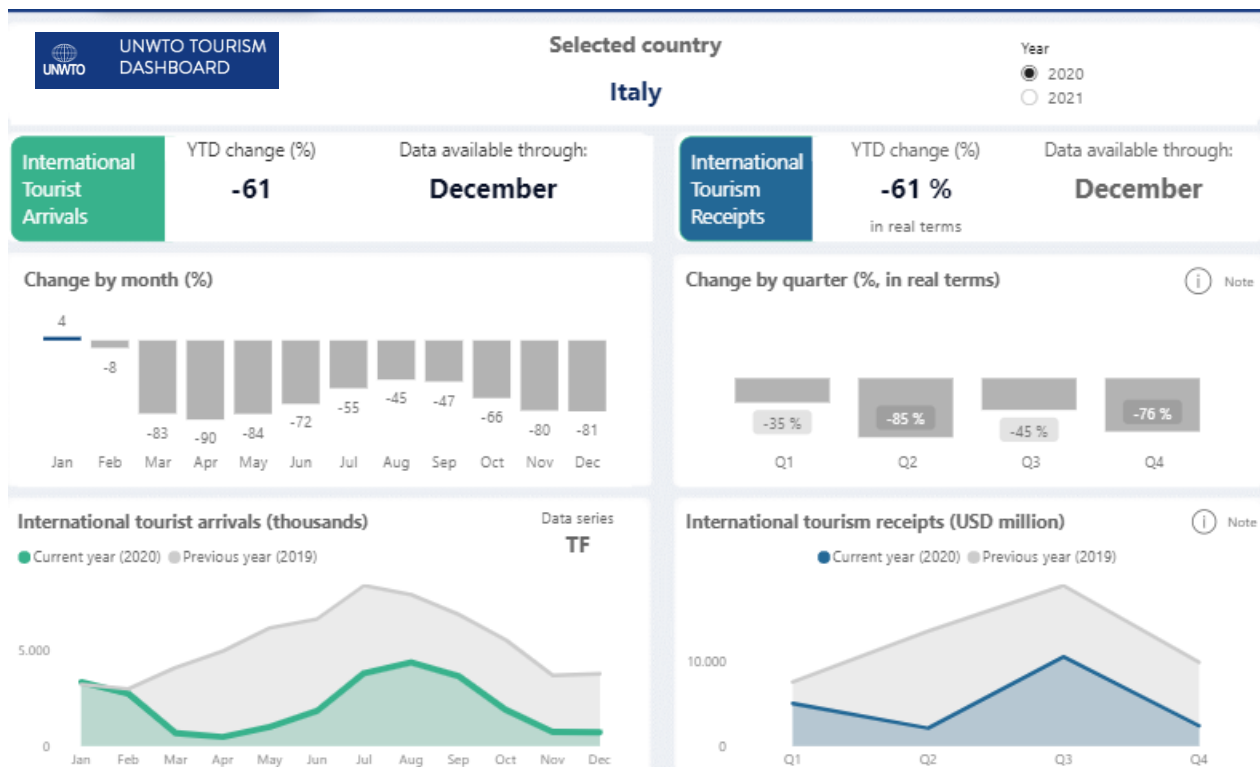 UNWTO
UNWTO TOURISM
DASHBOARD
Selected country
Italy
Year
2020
2021
International
Tourist
Arrivals
YTD change (%)
-61
Data available through:
December
International
Tourism
Receipts
YTD change (%)
-61 %
in real terms
Data available through:
December
Change by month (%)
4
-8
-83
-90
-84
-72
-55
-45
-47
-66
-80
-81
Jan Feb Mar Apr May Jun Jul Aug Sep Oct Nov Dec
Change by quarter (%, in real terms)
i Note
-35 %
-85 %
-45 %
-76 %
Q1 Q2 Q3 Q4
International tourist arrivals (thousands)
Data series
TF
Current year (2020) Previous year (2019)
5.000
0
Jan Feb Mar Apr May Jun Jul Aug Sep Oct Nov Dec
International tourism receipts (USD million)
i Note
Current year (2020) Previous year (2019)
10.000
0
Q1 Q2 Q3 Q4